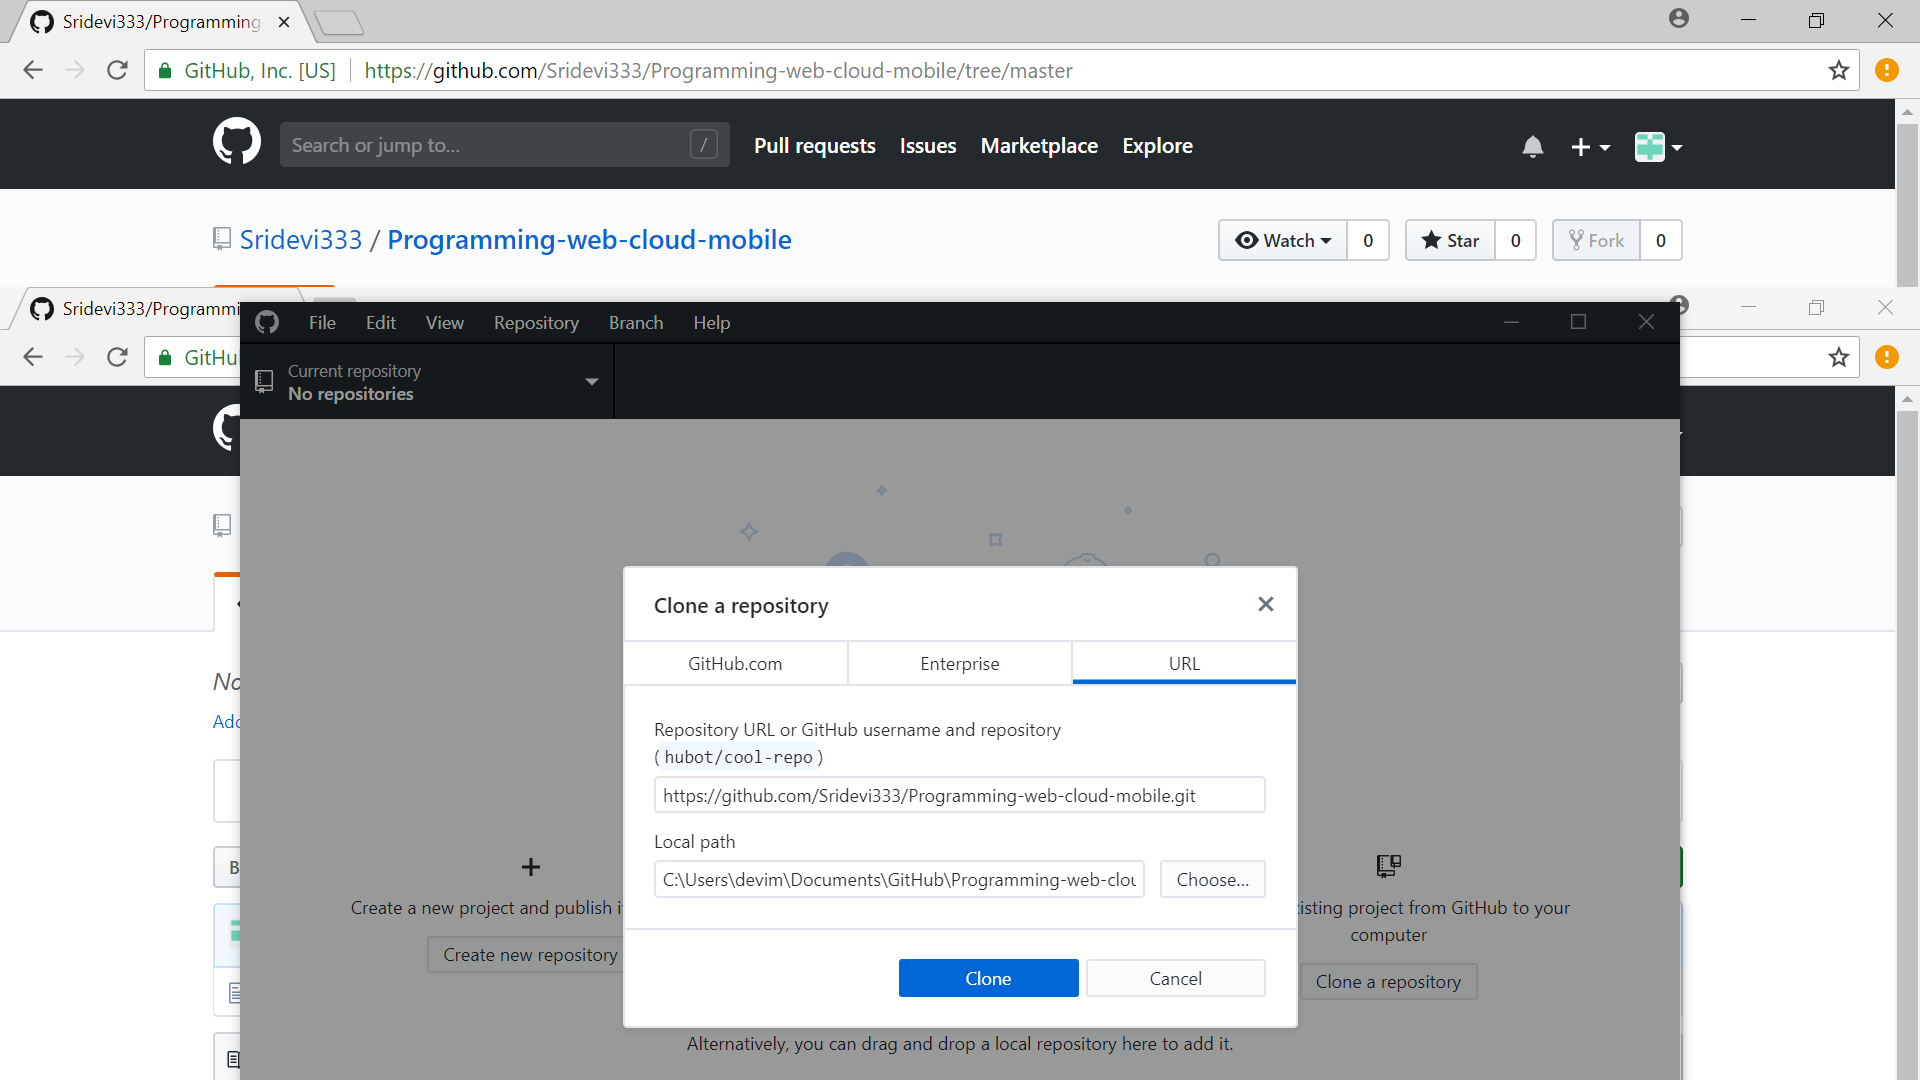 Sridevi333/Programming
GitHub, Inc. [US] https://github.com/Sridevi333/Programming-web-cloud-mobile/tree/master
Search or jump to... / Pull requests Issues Marketplace Explore
Sridevi333 / Programming-web-cloud-mobile Watch 0 Star 0 Fork 0
Sridevi333/Programmi
File Edit View Repository Branch Help
GitHu
Current repository
No repositories
Clone a repository
GitHub.com Enterprise URL
No
Add
Repository URL or GitHub username and repository
(hubot/cool-repo)
https://github.com/Sridevi333/Programming-web-cloud-mobile.git
Local path
C:\Users\devim\Documents\GitHub\Programming-web-clou Choose...
B
Create a new project and publish i
isting project from GitHub to your
computer
Create new repository
Clone Cancel
Clone a repository
Alternatively, you can drag and drop a local repository here to add it.